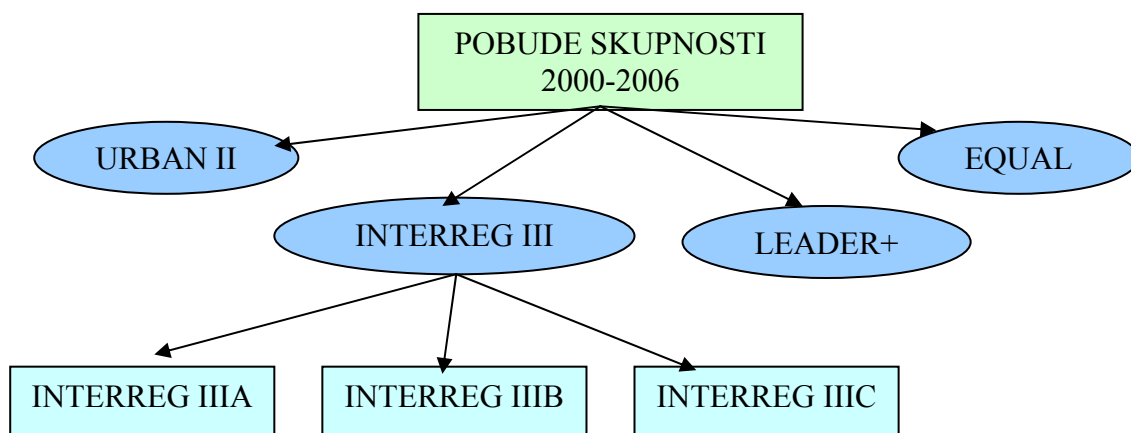 POBUDE SKUPNOSTI
2000-2006
URBAN II
EQUAL
INTERREG III
LEADER+
INTERREG IIIA
INTERREG IIIB
INTERREG IIIC